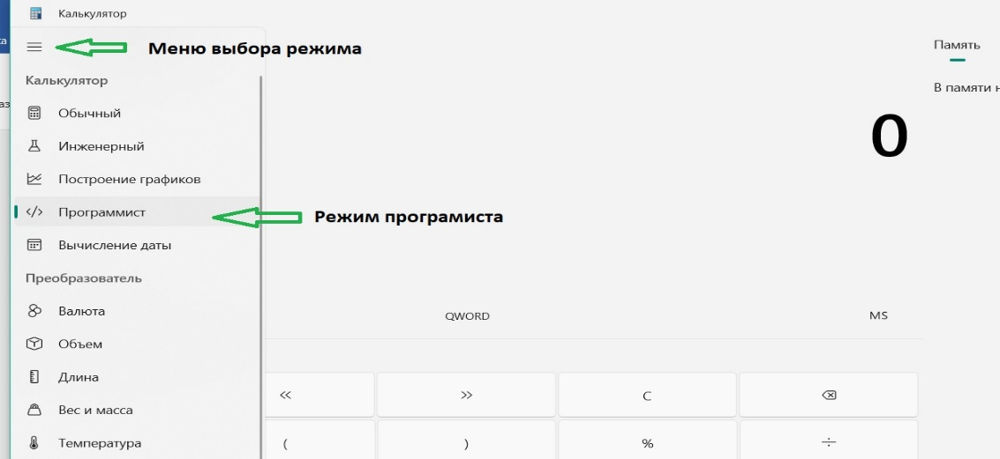 Калькулятор
Память
Меню выбора режима
Калькулятор
В памяти н
Обычный
0
Инженерный
Построение графиков
Программист
Режим програмиста
Вычисление даты
Преобразователь
Валюта
QWORD
MS
Объем
Длина
« » C
Вес и масса
Температура
( ) % ÷